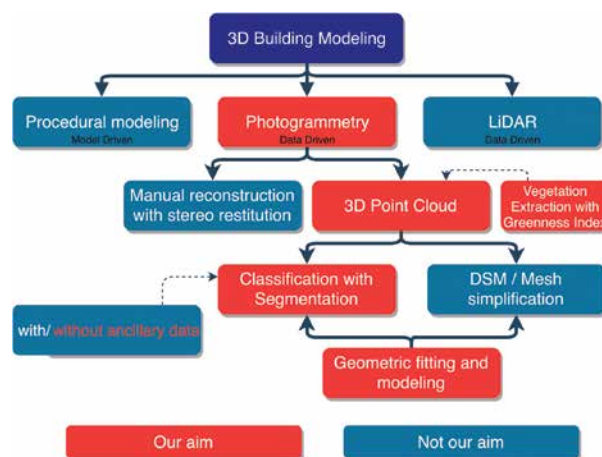 3D Building Modeling
Procedural modeling
Model Driven
Photogrammetry
Data Driven
LiDAR
Data Driven
Manual reconstruction
with stereo restitution
3D Point Cloud
Vegetation
Extraction with
Greenness Index
Classification with
Segmentation
DSM / Mesh
simplification
with/without ancillary data
Geometric fitting and
modeling
Our aim
Not our aim